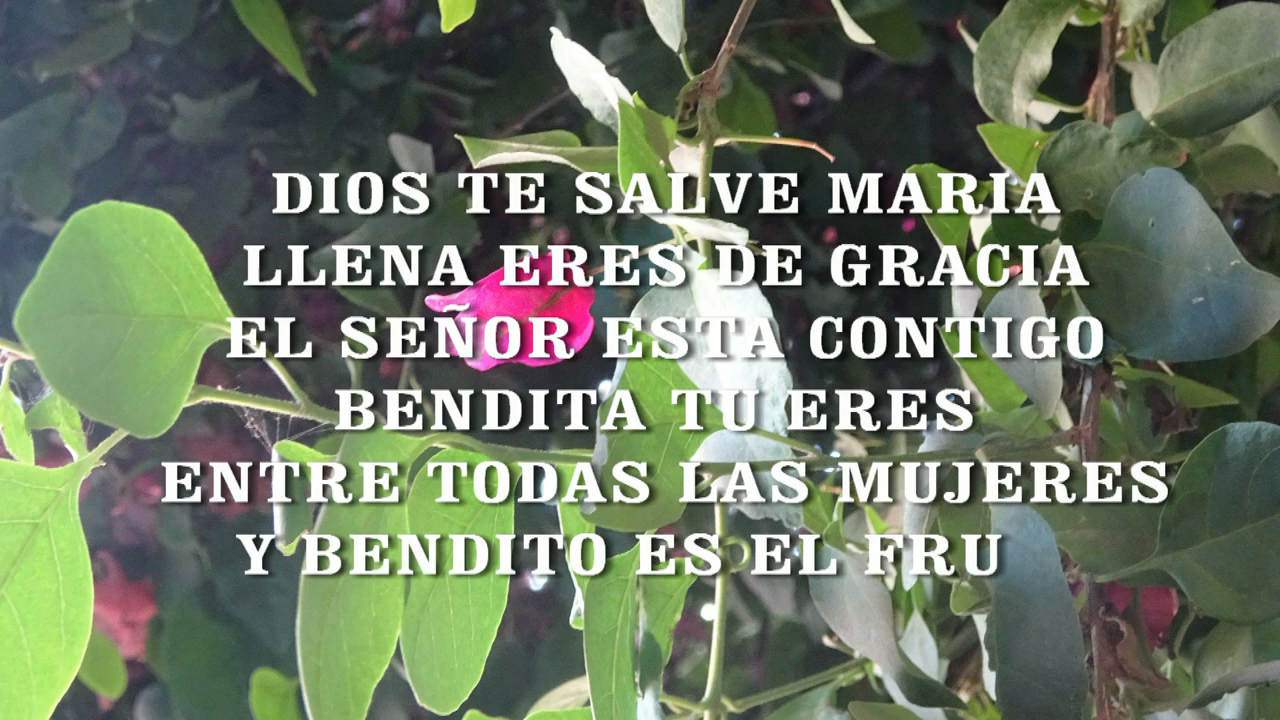 DIOS TE SALVE MARIA
LLENA ERES DE GRACIA
EL SEÑOR ESTA CONTIGO
BENDITA TU ERES
ENTRE TODAS LAS MUJERES
Y BENDITO ES EL FRU